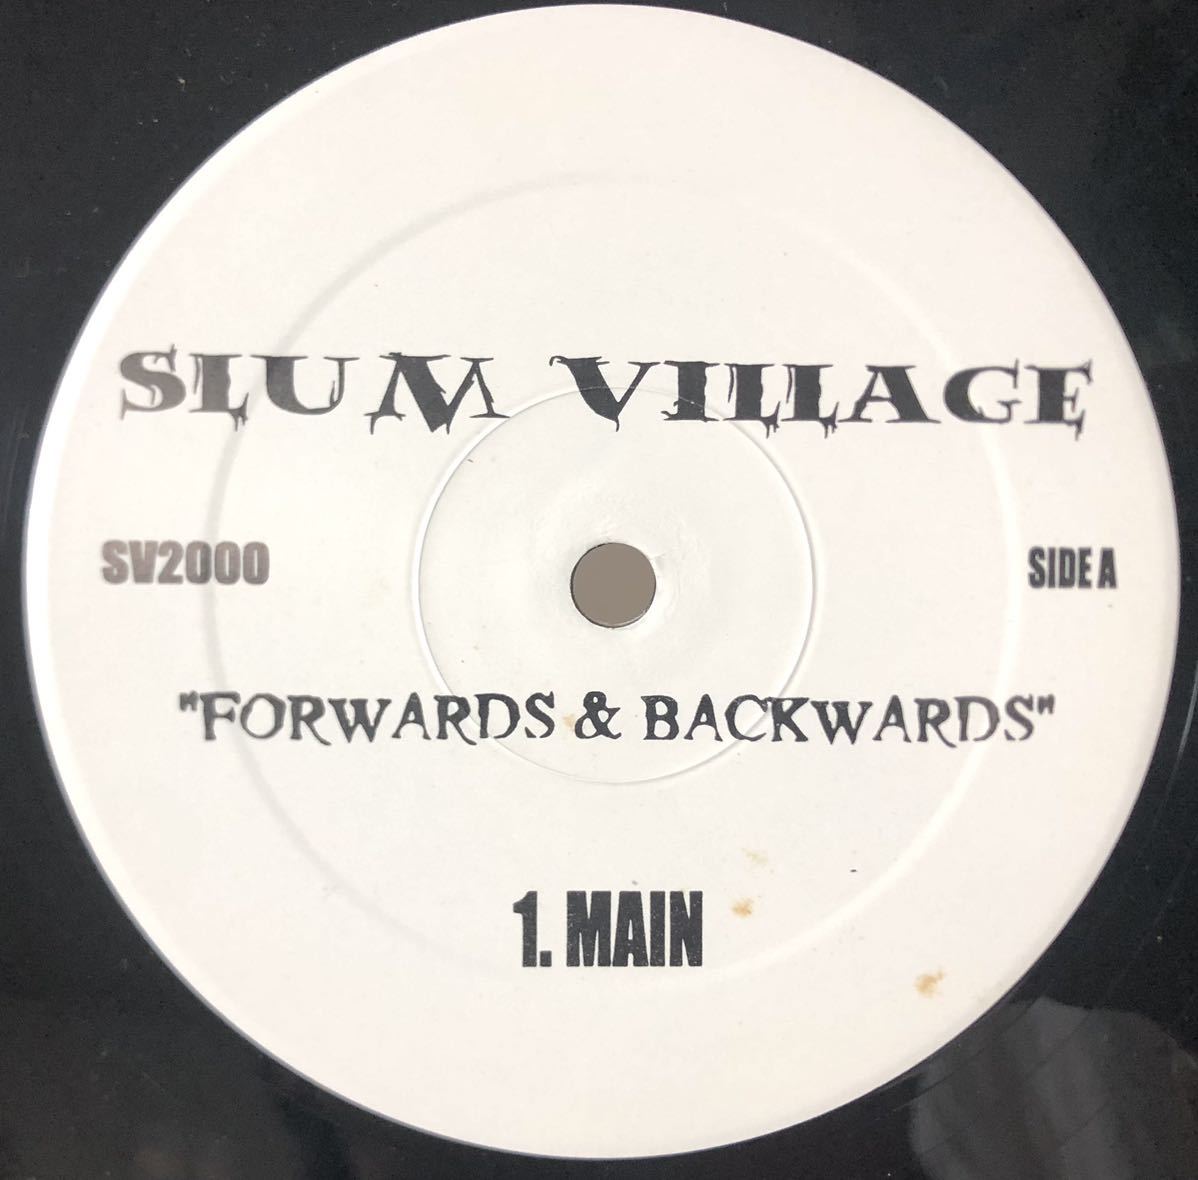 SLUM VILLAGE
SV2000
SIDE A
"FORWARDS & BACKWARDS"
1. MAIN